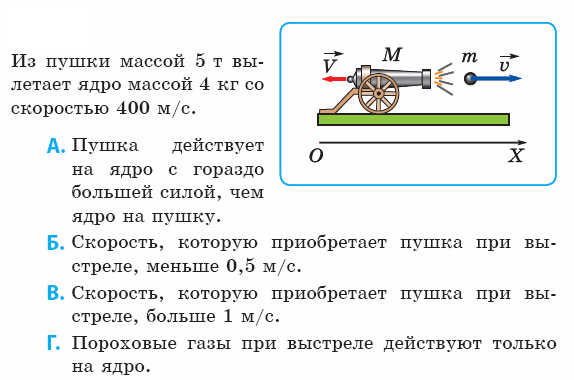 Из пушки массой 5 т вы-
летает ядро массой 4 кг со
скоростью 400 м/с.
V M m v
O X
А. Пушка действует
на ядро с гораздо
большей силой, чем
ядро на пушку.
Б. Скорость, которую приобретает пушка при вы-
стреле, меньше 0,5 м/с.
В. Скорость, которую приобретает пушка при вы-
стреле, больше 1 м/с.
Г. Пороховые газы при выстреле действуют только
на ядро.